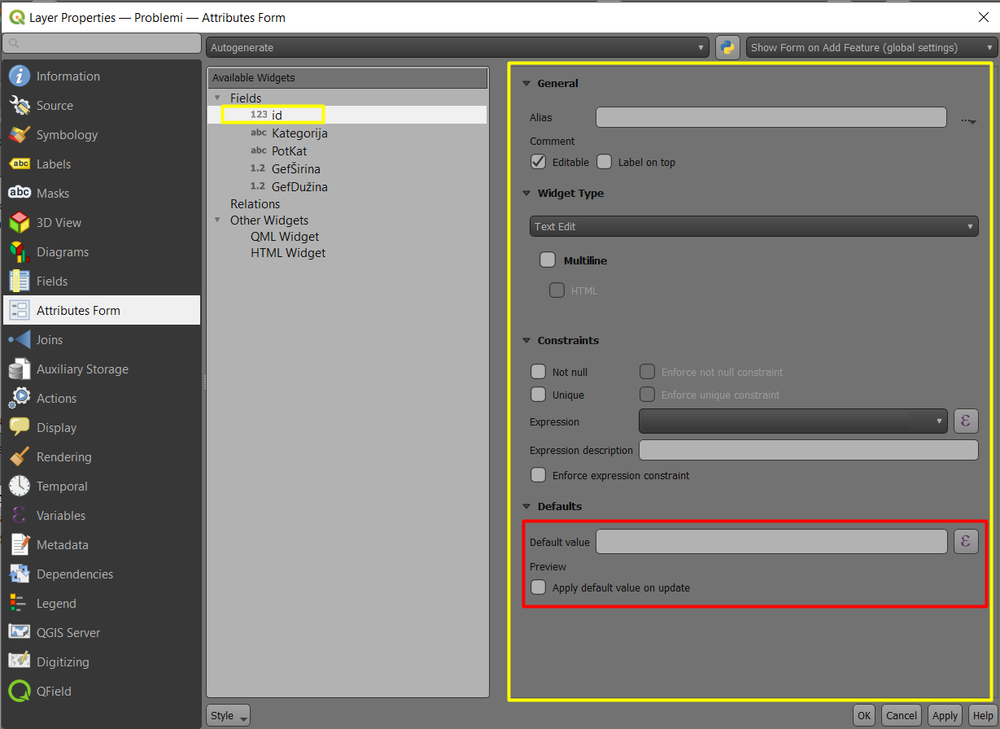 Layer Properties — Problemi — Attributes Form
Autogenerate
Show Form on Add Feature (global settings)
Information
Source
Symbology
abc Labels
abc Masks
3D View
Diagrams
Fields
Attributes Form
Joins
Auxiliary Storage
Actions
Display
Rendering
Temporal
ε Variables
Metadata
Dependencies
Legend
QGIS Server
Digitizing
QField
Available Widgets
Fields
123 id
abc Kategorija
abc PotKat
1.2 GefŠirina
1.2 GefDužina
Relations
Other Widgets
QML Widget
HTML Widget
Style
General
Alias ...
Comment
Editable Label on top
Widget Type
Text Edit
Multiline
HTML
Constraints
Not null Enforce not null constraint
Unique Enforce unique constraint
Expression ε
Expression description
Enforce expression constraint
Defaults
Default value ε
Preview
Apply default value on update
OK Cancel Apply Help